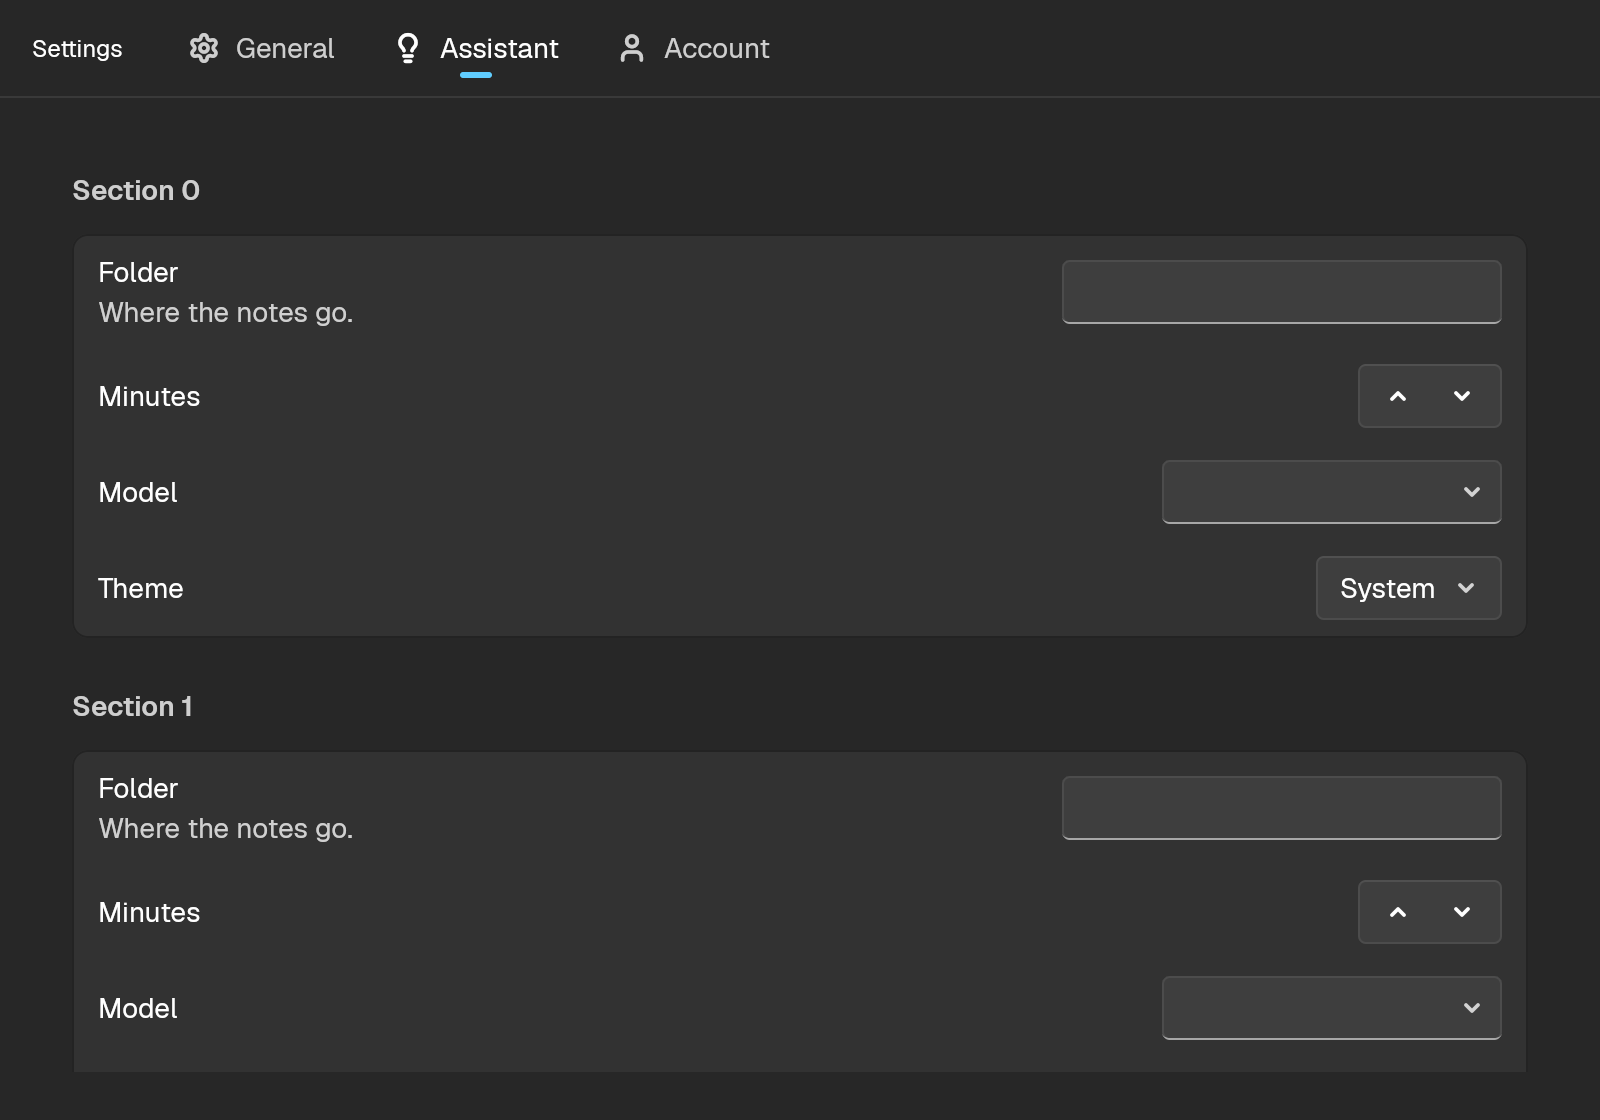 Settings
General
Assistant
Account
Section 0
Folder
Where the notes go.
Minutes
Model
Theme
System
Section 1
Folder
Where the notes go.
Minutes
Model